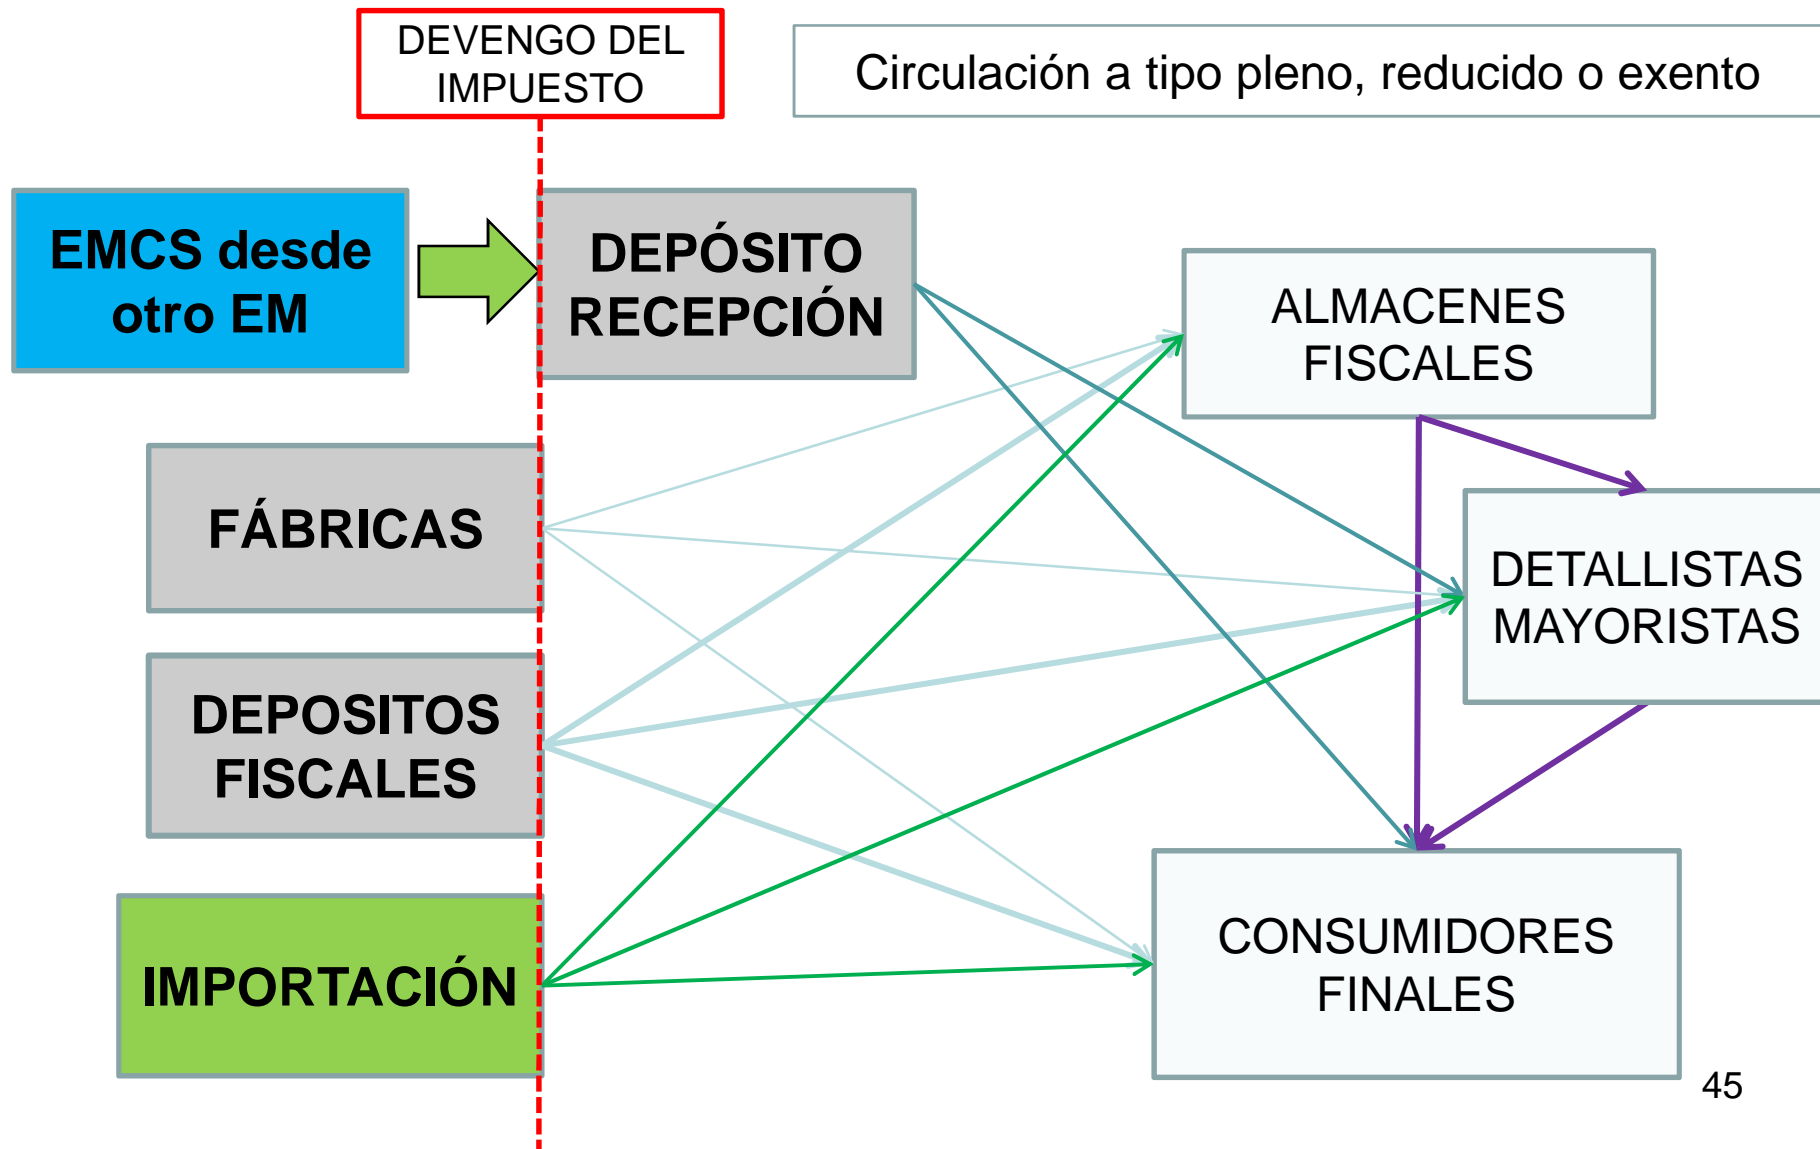 DEVENGO DEL
IMPUESTO
Circulación a tipo pleno, reducido o exento
EMCS desde
otro EM
DEPÓSITO
RECEPCIÓN
ALMACENES
FISCALES
FÁBRICAS
DETALLISTAS
MAYORISTAS
DEPOSITOS
FISCALES
IMPORTACIÓN
CONSUMIDORES
FINALES
45